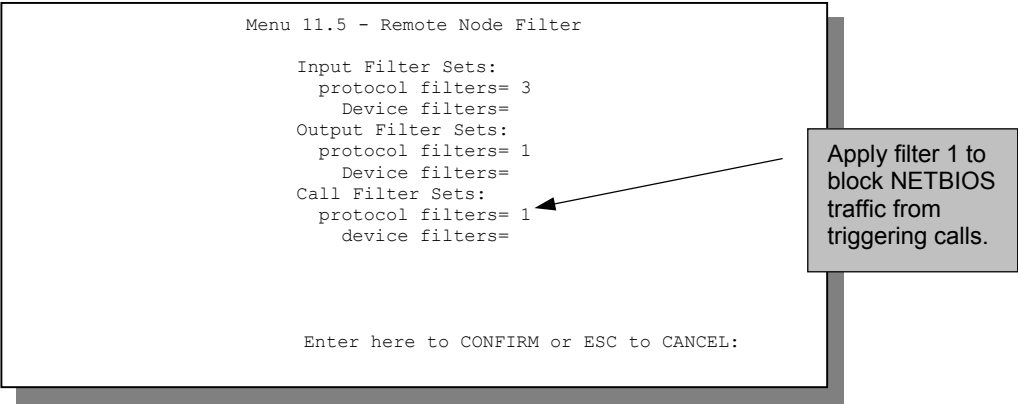 Menu 11.5 - Remote Node Filter
Input Filter Sets:
protocol filters= 3
Device filters=
Output Filter Sets:
protocol filters= 1
Device filters=
Call Filter Sets:
protocol filters= 1
device filters=
Enter here to CONFIRM or ESC to CANCEL:
Apply filter 1 to
block NETBIOS
traffic from
triggering calls.